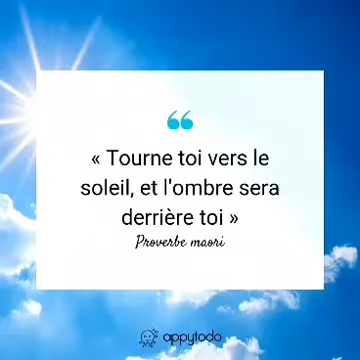 ❝
« Tourne toi vers le
soleil, et l'ombre sera
derrière toi »
Proverbe maori
appytodo